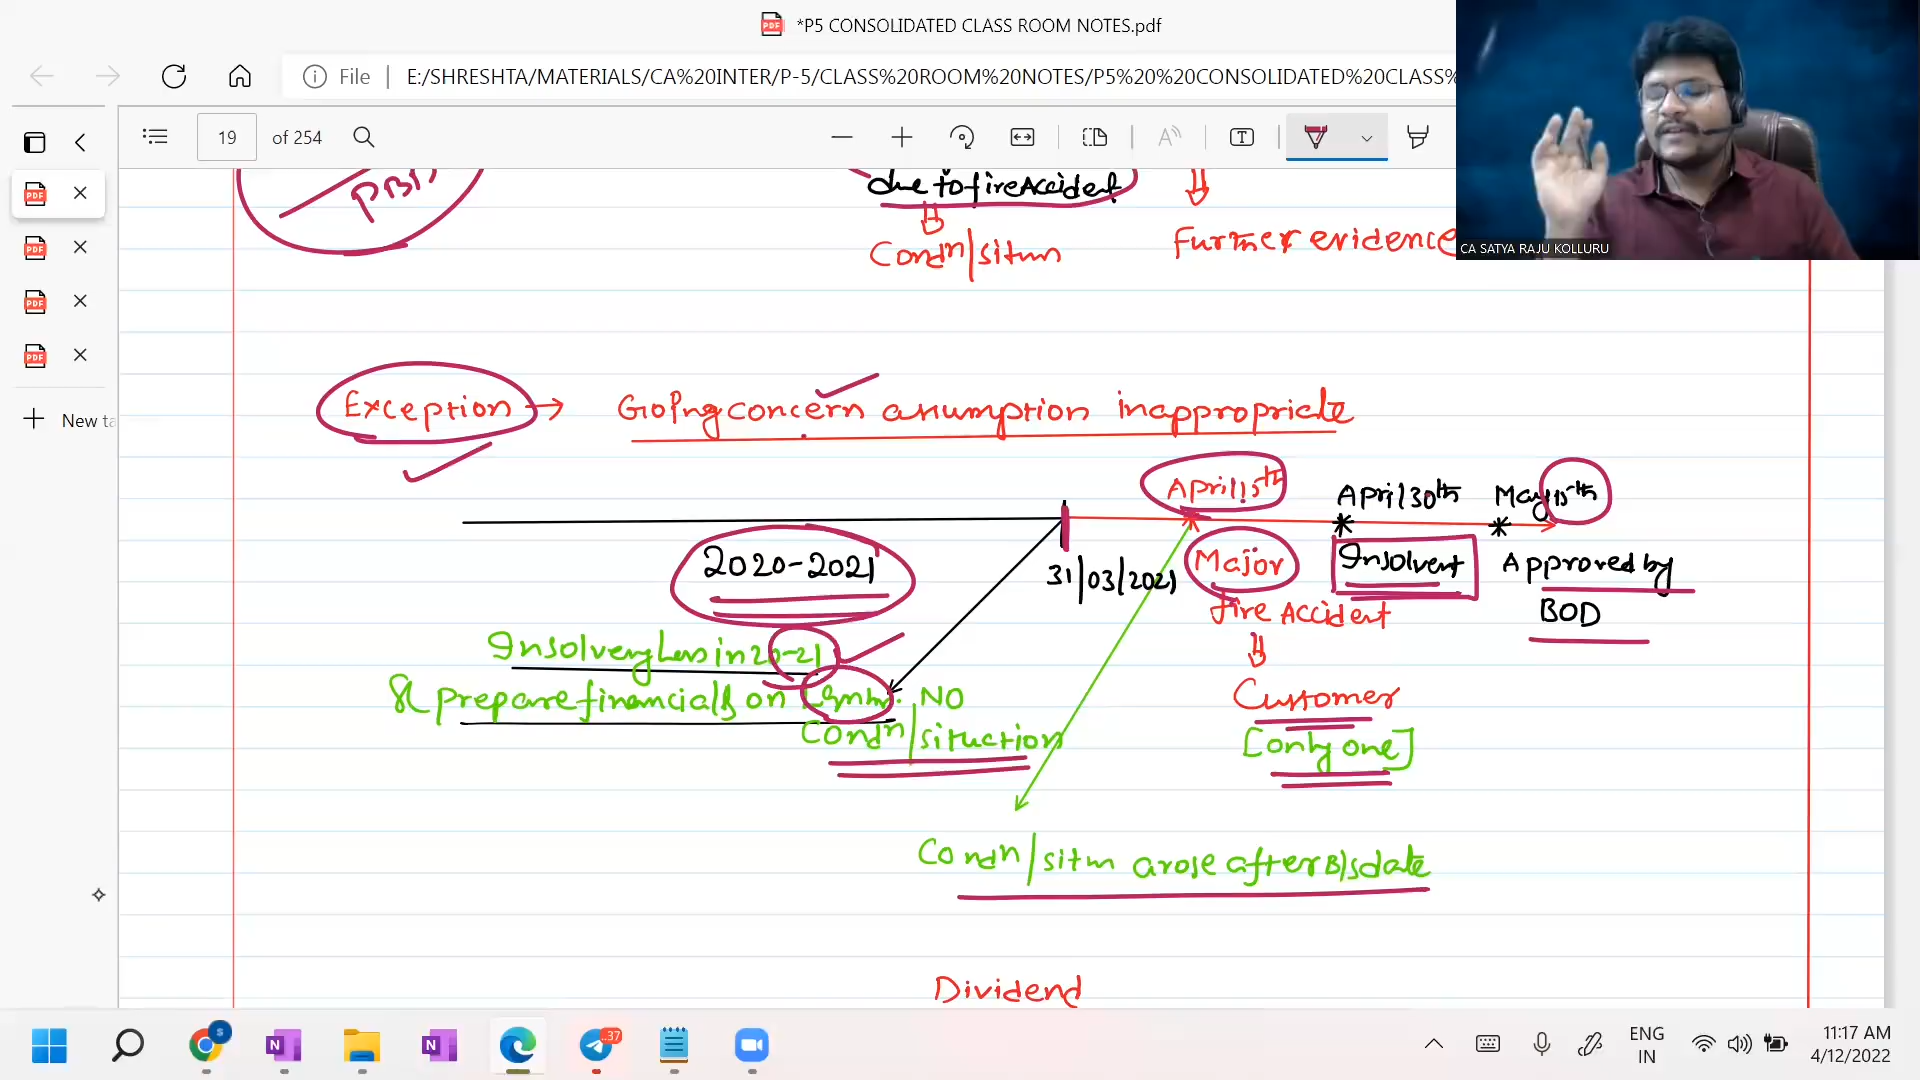 *P5 CONSOLIDATED CLASS ROOM NOTES.pdf
File
E:/SHRESHTA/MATERIALS/CA%20INTER/P-5/CLASS%20ROOM%20NOTES/P5%20%20CONSOLIDATED%20CLASS%
19 of 254
CA SATYA RAJU KOLLURU
New ta
due to fire Accident
Condn/situn
Further evidence
Exception → Going concern assumption inappropriate
April 15th
April 30th
May 15th
2020-2021
31/03/2021
Major
Fire Accident
Insolvent
Approved by
BOD
Insolvency Loss in 20-21
& prepare financials on
NO
Condn/situation
Customer
[only one]
Condn/situn arose after B/s date
Dividend
..37
ENG
IN
11:17 AM
4/12/2022